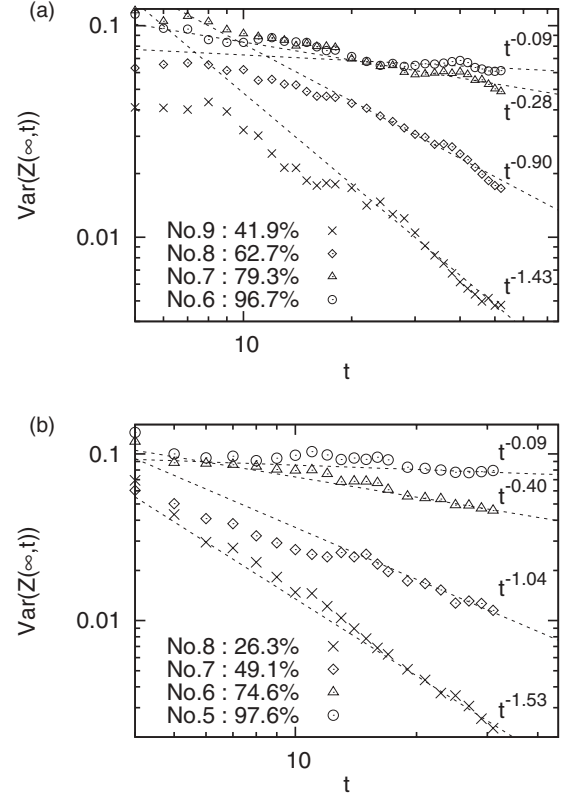 (a)
0.1
0.01
Var(Z(∞,t))
t-0.09
t-0.28
t-0.90
t-1.43
No.9 : 41.9%
No.8 : 62.7%
No.7 : 79.3%
No.6 : 96.7%
10
t
(b)
0.1
0.01
Var(Z(∞,t))
t-0.09
t-0.40
t-1.04
t-1.53
No.8 : 26.3%
No.7 : 49.1%
No.6 : 74.6%
No.5 : 97.6%
10
t